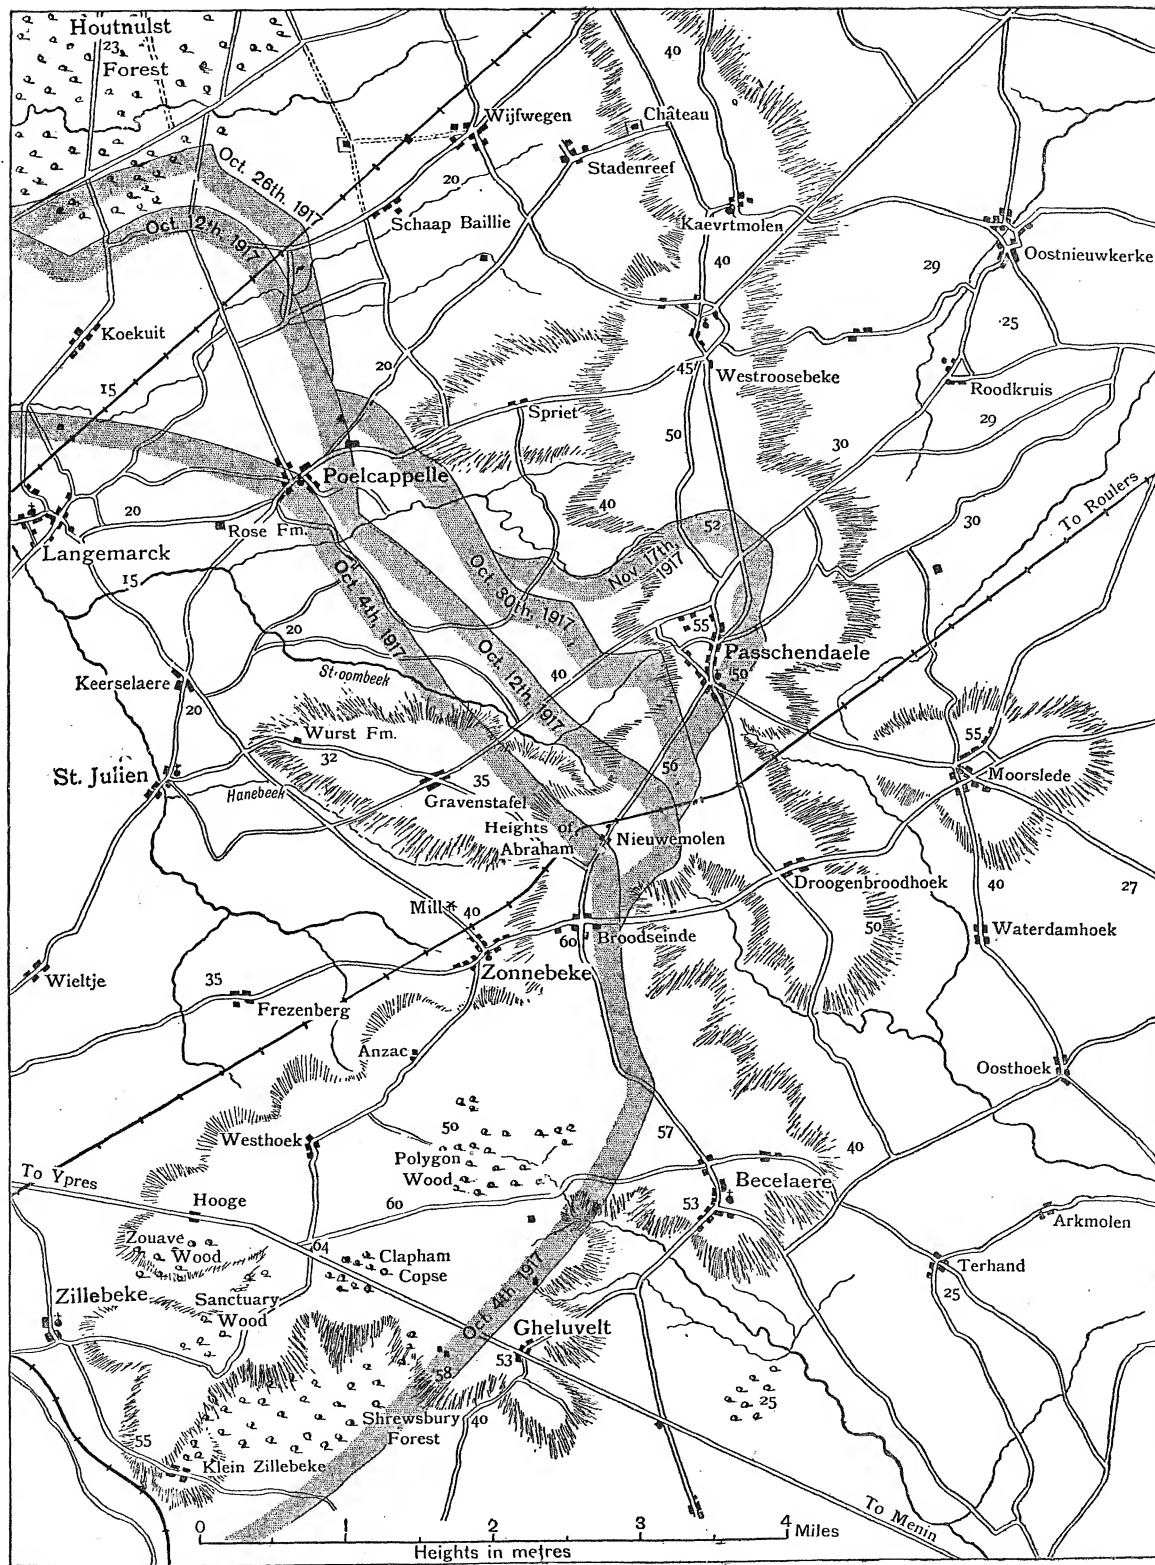 Houtnulst
23
Forest
40
Wijfwegen
Château
Stadenreef
20
Oct. 26th. 1917
Oct. 12th. 1917
Schaap Baillie
Kaevrtmolen
40
Oostnieuwkerke
29
25
Koekuit
15
20
45
Westroosebeke
Roodkruis
Spriet
50
30
29
Poelcappelle
40
52
30
To Roulers
20
Rose Fm.
Langemarck
15
Oct. 4th, 1917
Oct. 30th, 1917
Nov. 17th.
1917
20
55
Passchendaele
50
Stroombeek
Oct. 12th. 1917
40
Keerselaere
20
Wurst Fm.
32
55
St. Julien
35
56
Moorslede
Hanebeek
Gravenstafel
Heights of
Abraham
Nieuwemolen
Droogenbroodhoek
40
27
Mill
40
60
Broodseinde
50
Waterdamhoek
Wieltje
Zonnebeke
35
Frezenberg
Anzac
Oosthoek
50
57
Westhoek
40
Polygon
Wood
To Ypres
Becelaere
Hooge
60
53
Arkmolen
Zouave
Wood
64
Clapham
Copse
Terhand
Zillebeke
Sanctuary
Wood
25
Oct. 4th. 1917
Gheluvelt
58
53
25
Shrewsbury
Forest
40
55
Klein Zillebeke
To Menin
0 1 2 3 4 Miles
Heights in metres